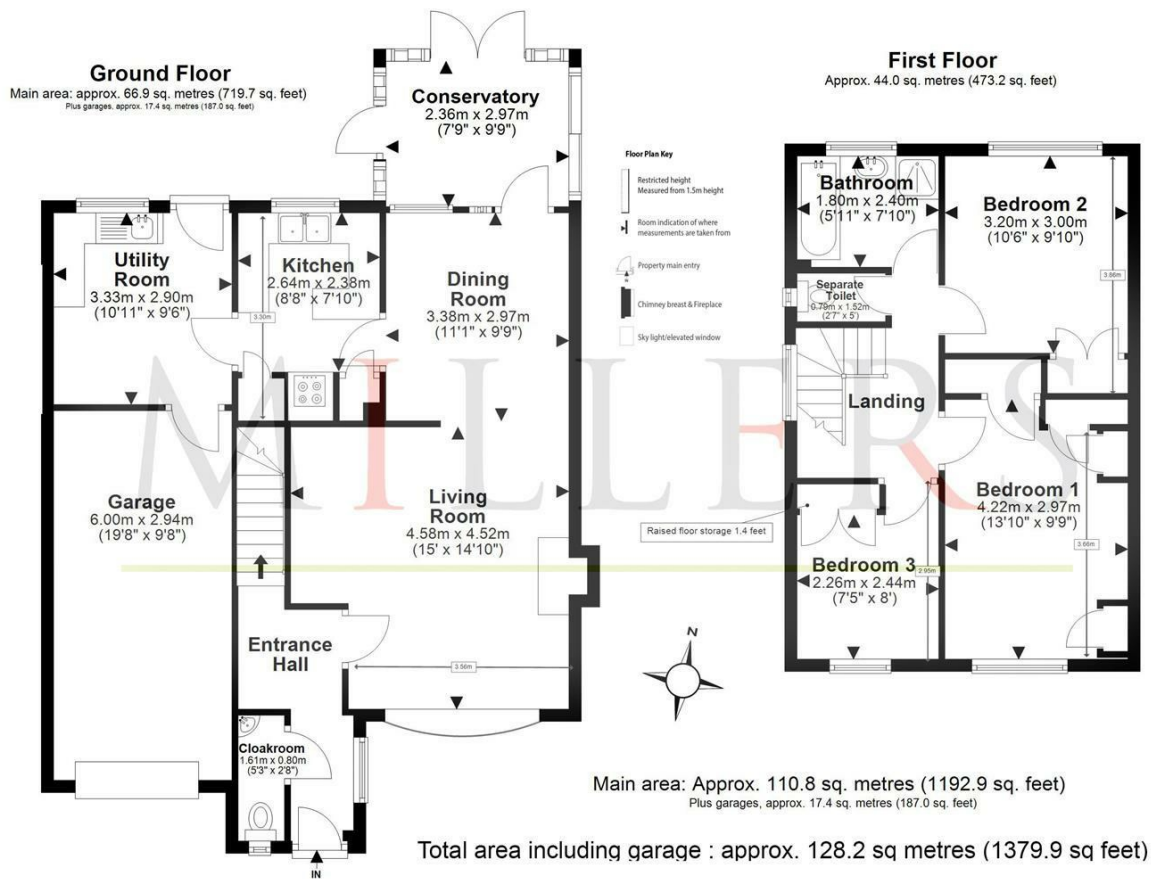 Ground Floor
Main area: approx. 66.9 sq. metres (719.7 sq. feet)
Plus garages, approx. 17.4 sq. metres (187.0 sq. feet)
Conservatory
2.36m x 2.97m
(7'9" x 9'9")
Utility
Room
3.33m x 2.90m
(10'11" x 9'6")
Kitchen
2.64m x 2.38m
(8'8" x 7'10")
3.30m
Dining
Room
3.38m x 2.97m
(11'1" x 9'9")
Garage
6.00m x 2.94m
(19'8" x 9'8")
Living
Room
4.58m x 4.52m
(15' x 14'10")
3.56m
Entrance
Hall
Cloakroom
1.61m x 0.80m
(5'3" x 2'8")
IN
Floor Plan Key
Restricted height
Measured from 1.5m height
Room indication of where
measurements are taken from
Property main entry
IN
Chimney breast & Fireplace
Sky light/elevated window
First Floor
Approx. 44.0 sq. metres (473.2 sq. feet)
Bathroom
1.80m x 2.40m
(5'11" x 7'10")
Bedroom 2
3.20m x 3.00m
(10'6" x 9'10")
3.66m
Separate
Toilet
0.79m x 1.52m
(2'7" x 5')
Landing
Bedroom 1
4.22m x 2.97m
(13'10" x 9'9")
3.66m
Raised floor storage 1.4 feet
Bedroom 3
2.26m x 2.44m
(7'5" x 8')
2.95m
MILLERS
N
Main area: Approx. 110.8 sq. metres (1192.9 sq. feet)
Plus garages, approx. 17.4 sq. metres (187.0 sq. feet)
Total area including garage : approx. 128.2 sq metres (1379.9 sq feet)